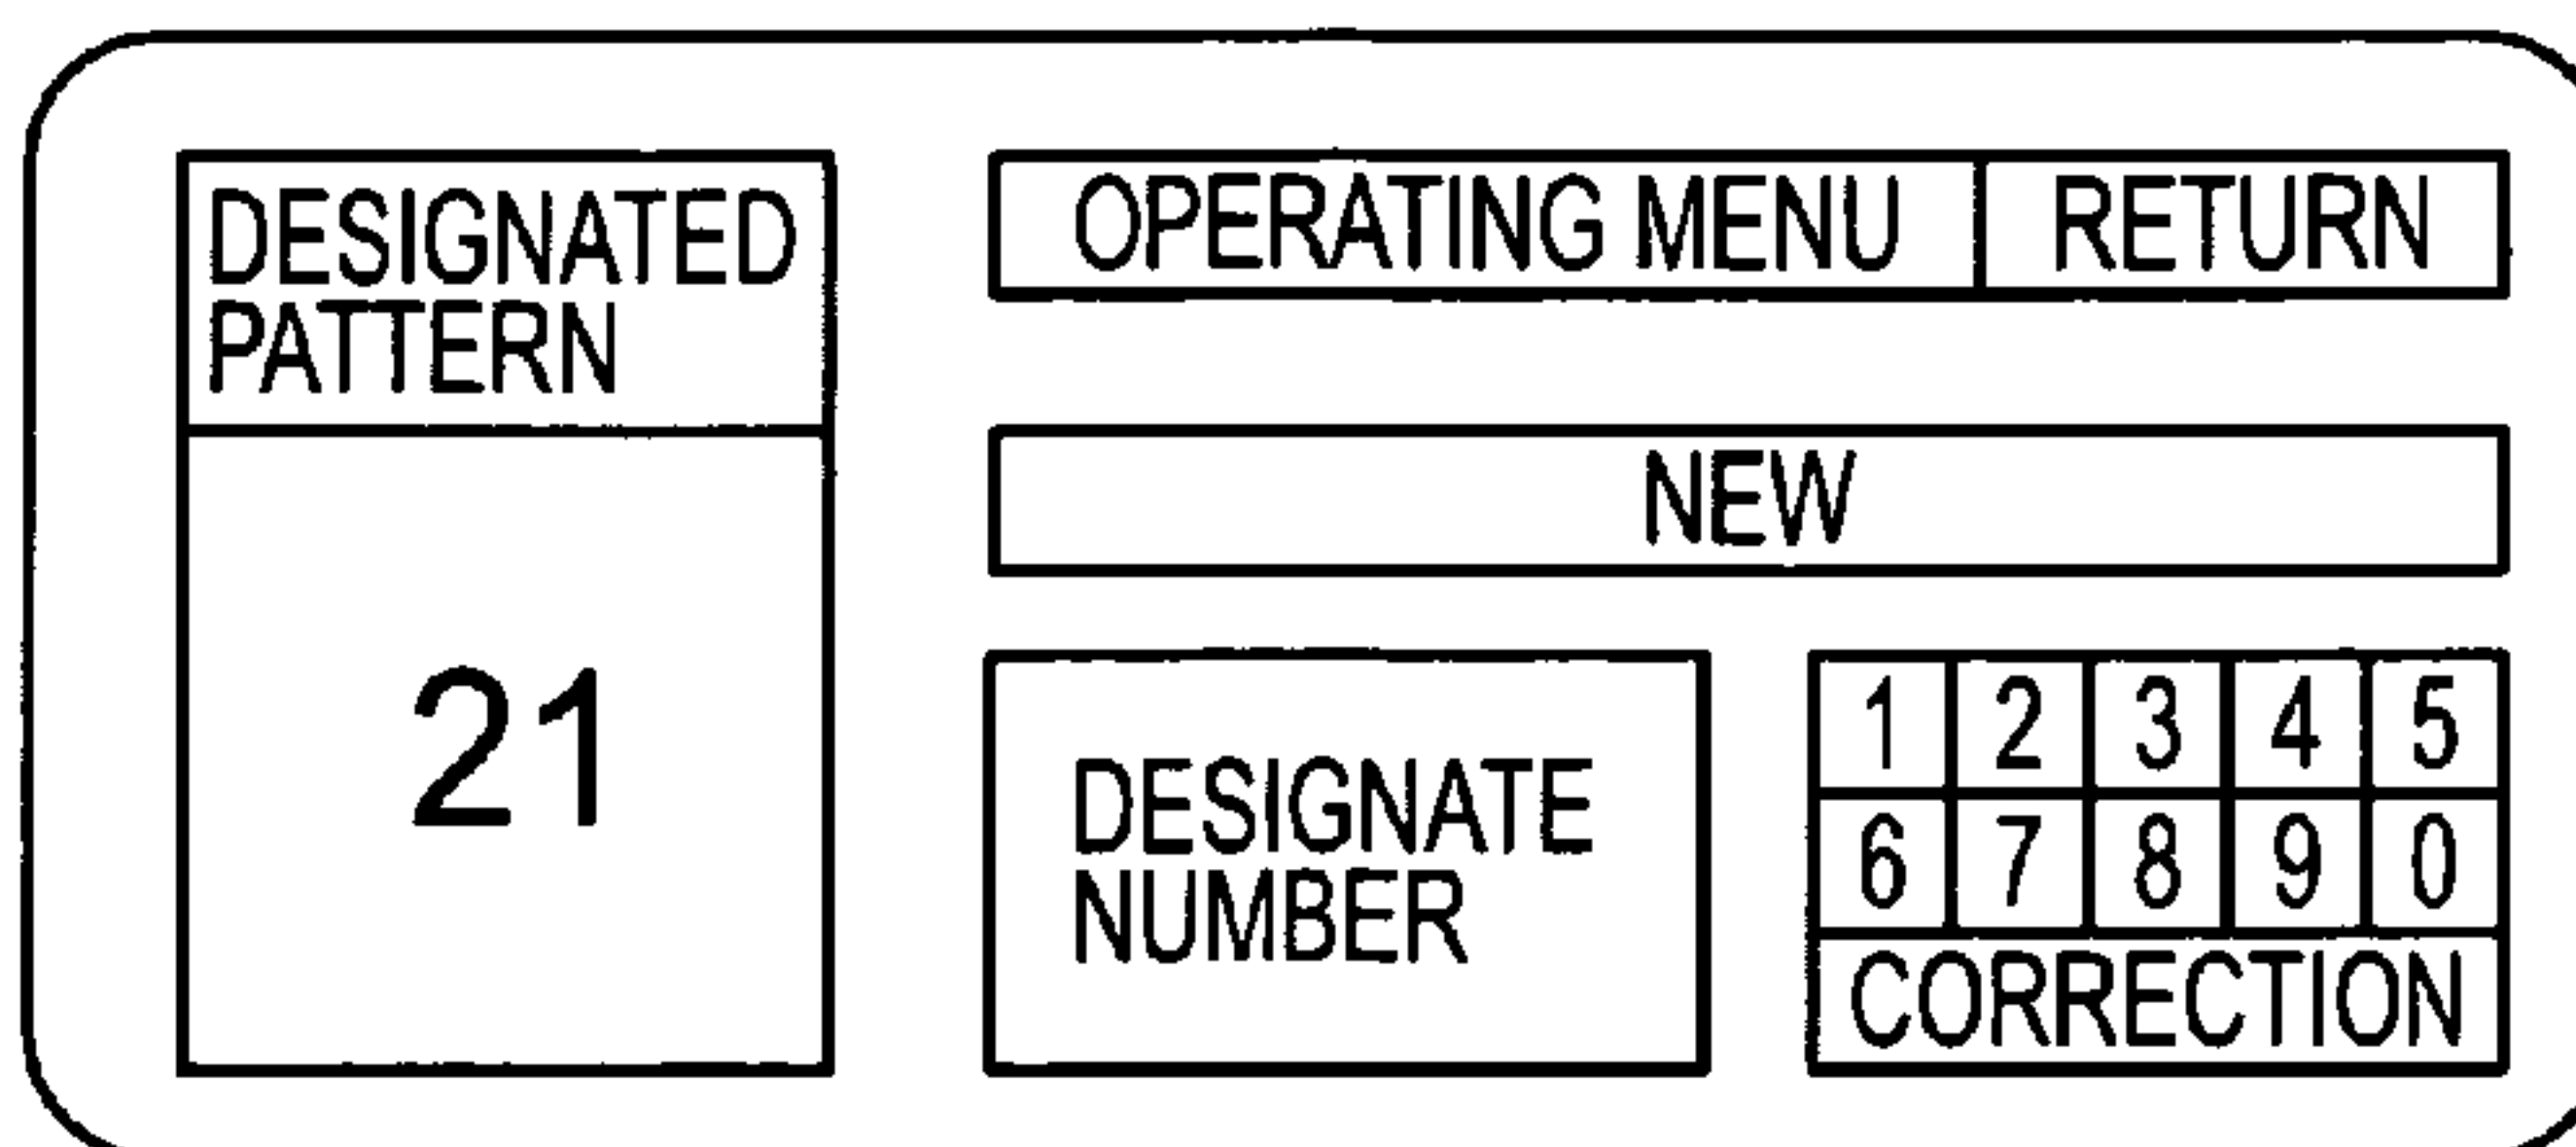 DESIGNATED
PATTERN
21
OPERATING MENU RETURN
NEW
DESIGNATE
NUMBER
1 2 3 4 5
6 7 8 9 0
CORRECTION